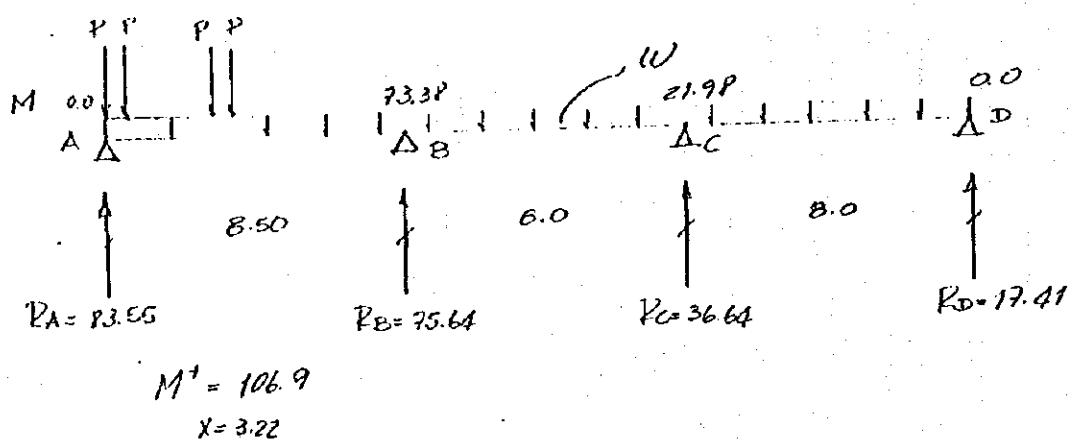 P P P P
W
M 0.0 73.38 21.98 0.0
A B C D
8.50 6.0 8.0
RA= 83.55 RB= 75.64 RC= 36.64 RD= 17.41
M+ = 106.9
X= 3.22